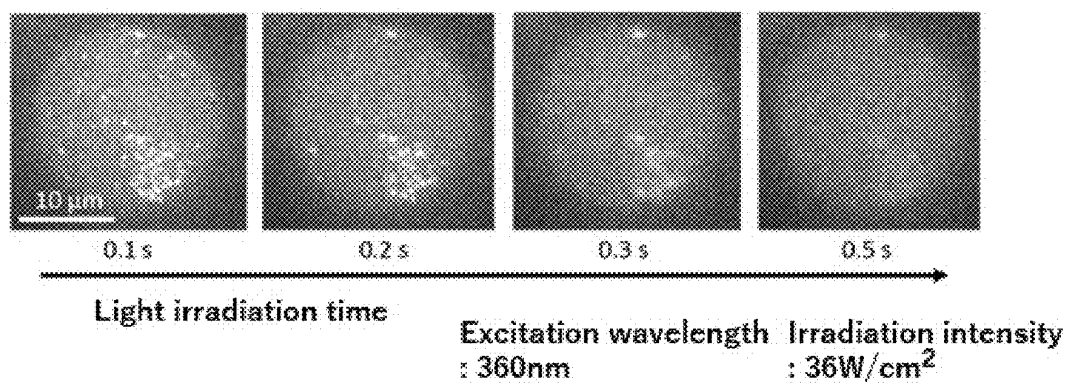 10 μm
0.1 s
0.2 s
0.3 s
0.5 s
Light irradiation time
Excitation wavelength
: 360nm
Irradiation intensity
: 36W/cm²